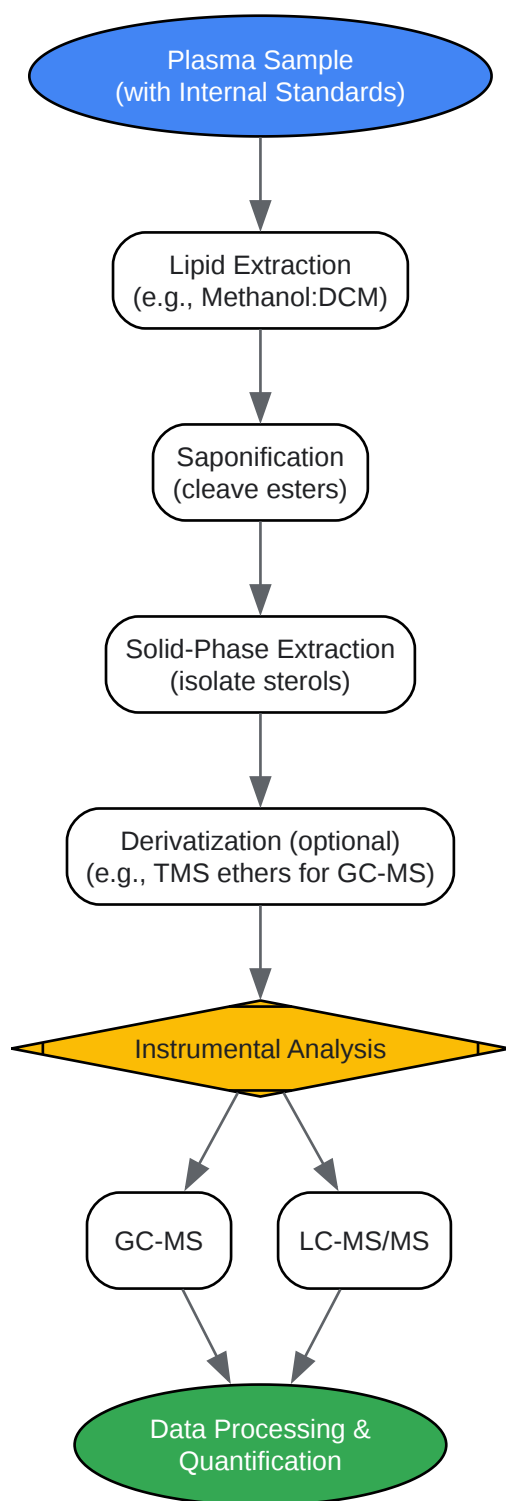 Plasma Sample
(with Internal Standards)
Lipid Extraction
(e.g., Methanol:DCM)
Saponification
(cleave esters)
Solid-Phase Extraction
(isolate sterols)
Derivatization (optional)
(e.g., TMS ethers for GC-MS)
Instrumental Analysis
GC-MS
LC-MS/MS
Data Processing &
Quantification